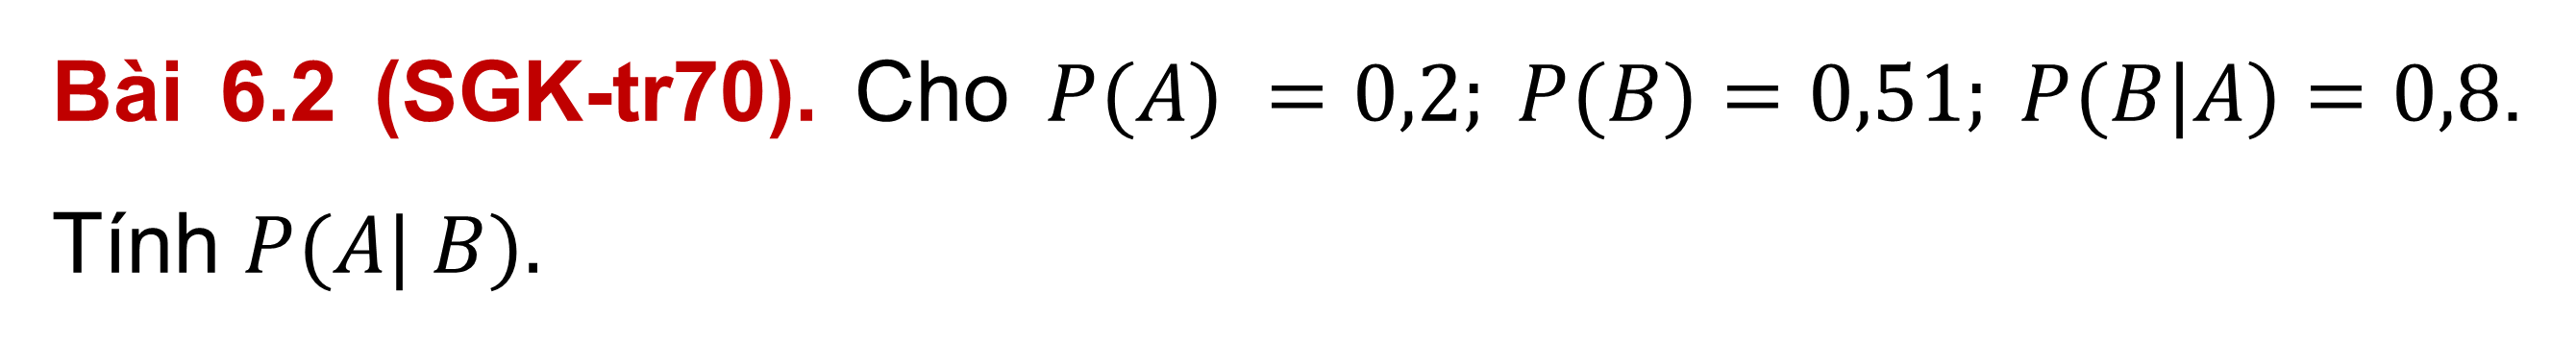 Bài 6.2 (SGK-tr70). Cho P(A) = 0,2; P(B) = 0,51; P(B|A) = 0,8.
Tính P(A| B).